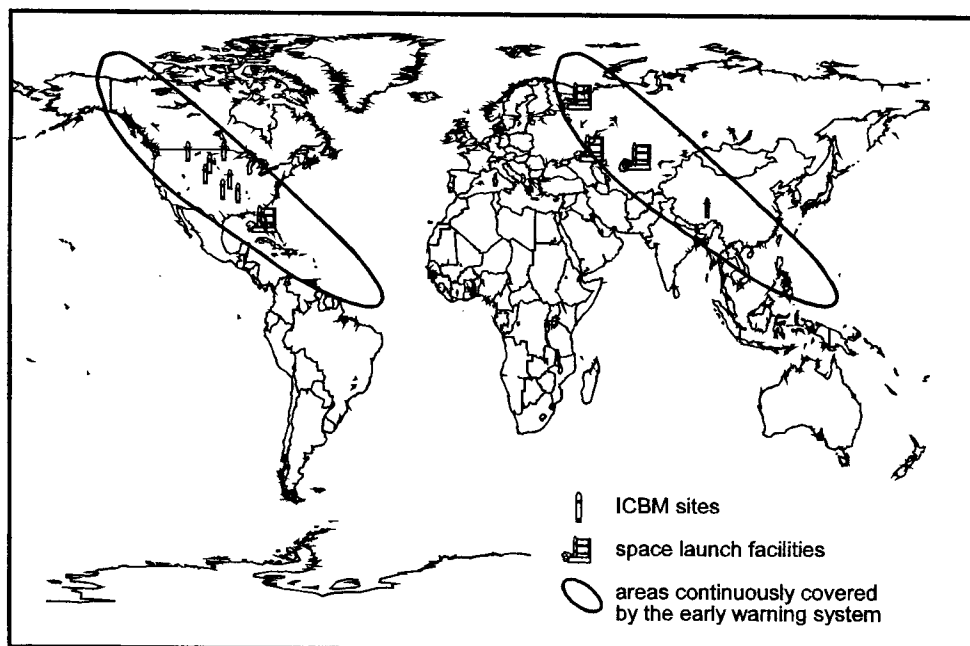 ICBM sites
space launch facilities
areas continuously covered
by the early warning system